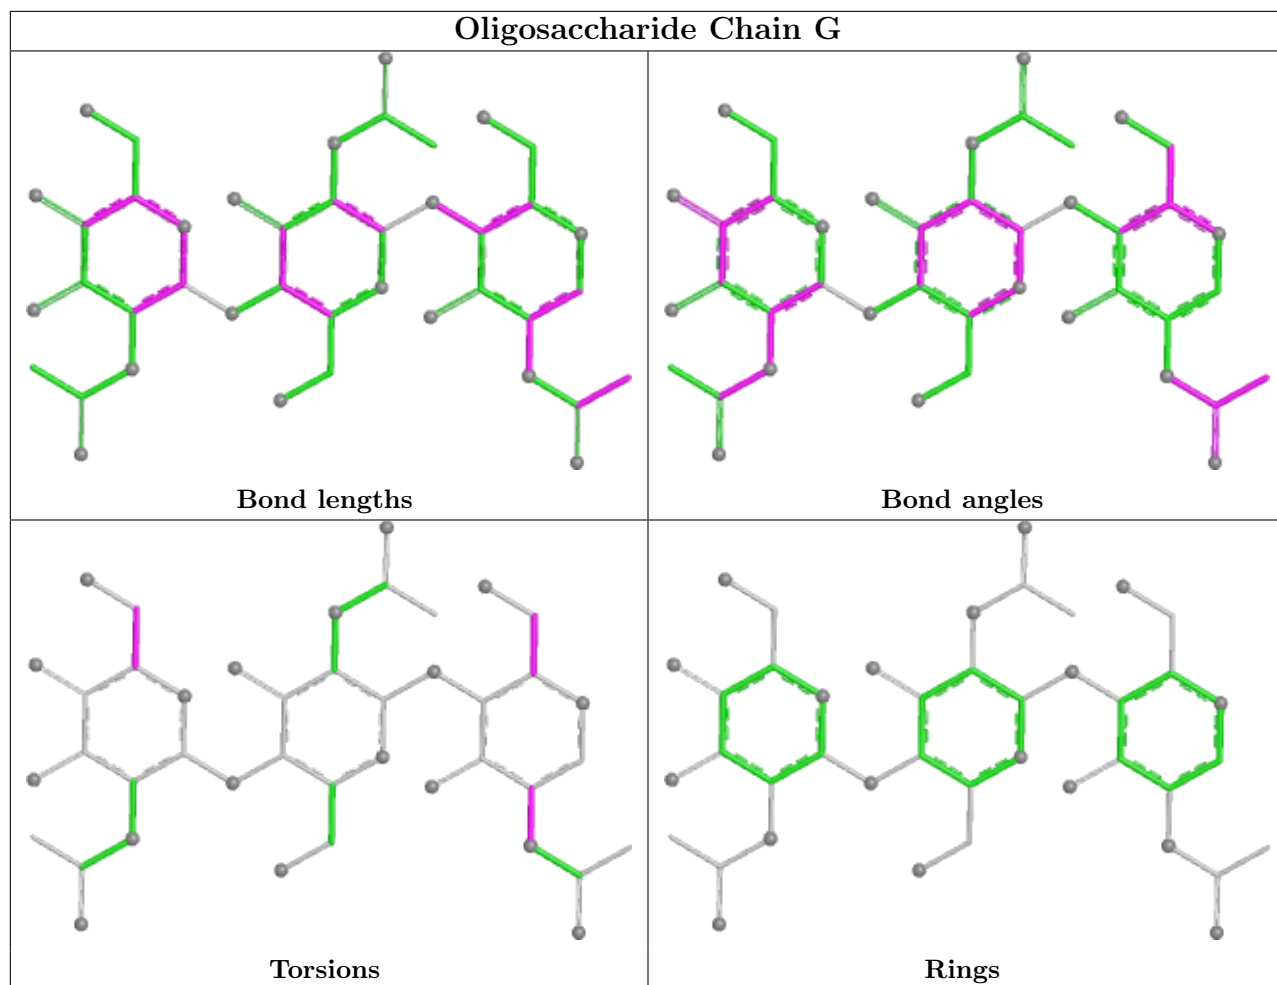 Oligosaccharide Chain G
Bond lengths
Bond angles
Torsions
Rings